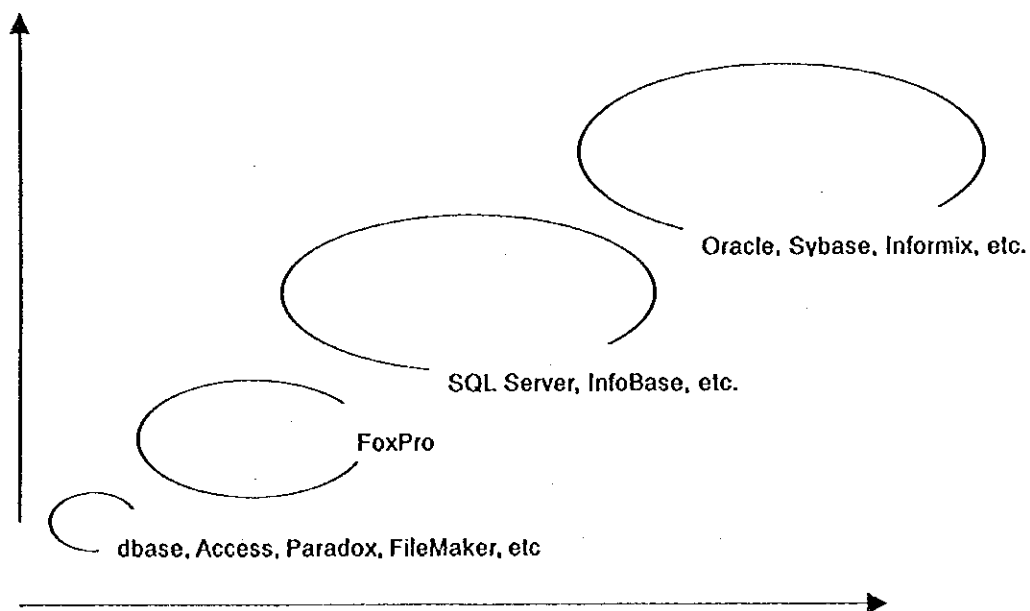 Oracle, Sybase, Informix, etc.
SQL Server, InfoBase, etc.
FoxPro
dbase, Access, Paradox, FileMaker, etc